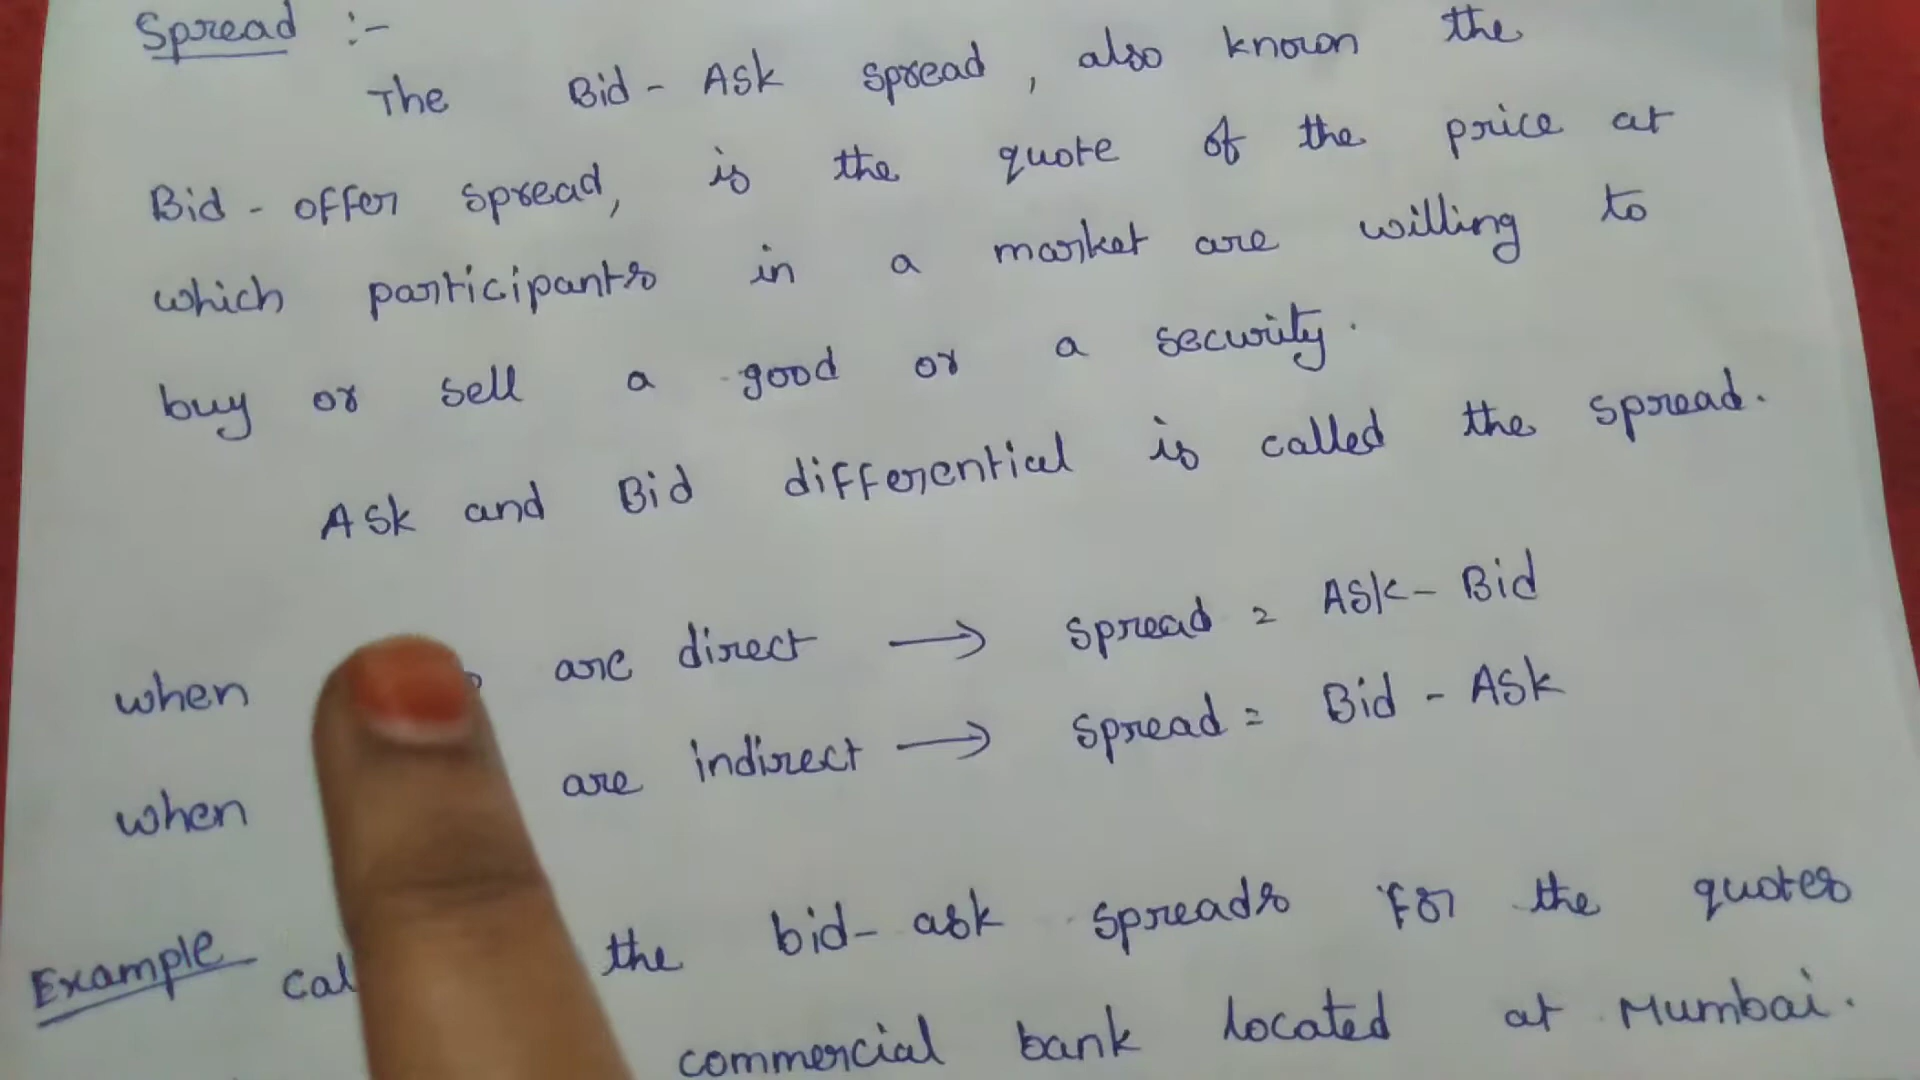 Spread :-
The Bid - Ask spread, also known the
Bid - offer spread, is the quote of the price at
which participants in a market are willing to
buy or sell a good or a security.
Ask and Bid differential is called the spread.
when are direct → spread = Ask - Bid
when are indirect → spread = Bid - Ask
Example cal the bid - ask spreads for the quotes
commercial bank located at Mumbai.